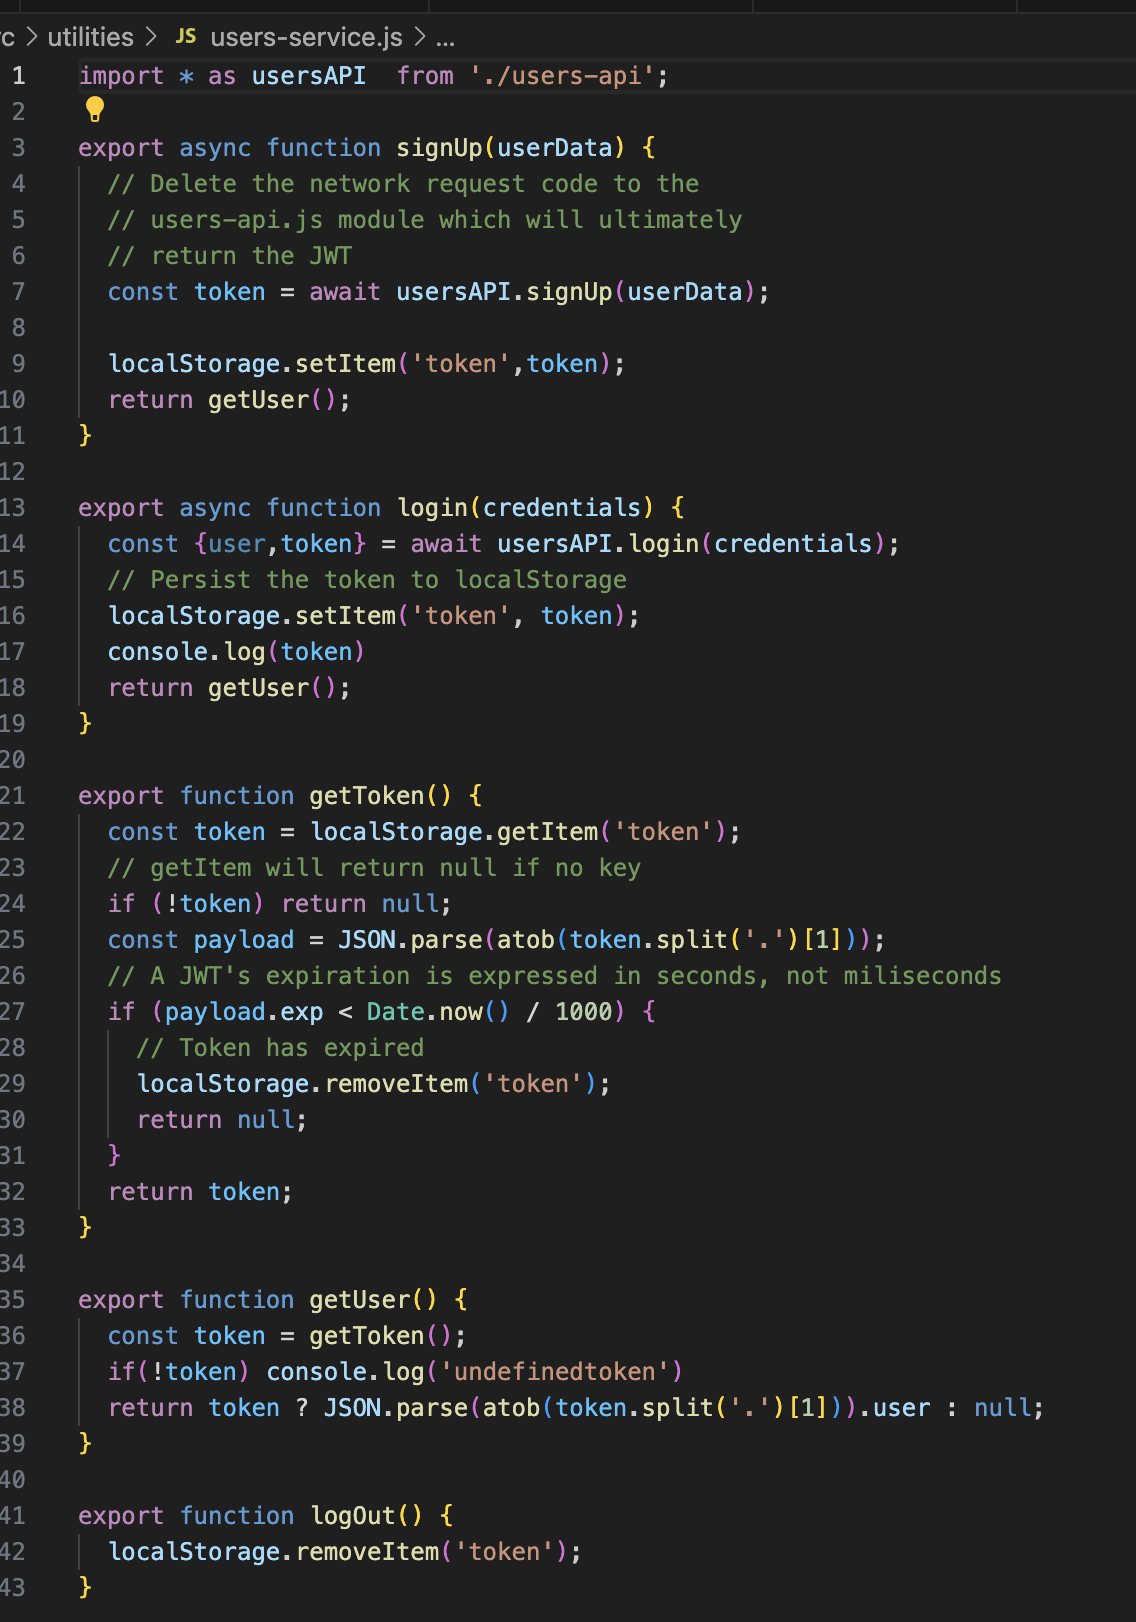 c > utilities > JS users-service.js > ...
1 import * as usersAPI  from './users-api';
2
3 export async function signUp(userData) {
4   // Delete the network request code to the
5   // users-api.js module which will ultimately
6   // return the JWT
7   const token = await usersAPI.signUp(userData);
8
9   localStorage.setItem('token',token);
10   return getUser();
11 }
12
13 export async function login(credentials) {
14   const {user,token} = await usersAPI.login(credentials);
15   // Persist the token to localStorage
16   localStorage.setItem('token', token);
17   console.log(token)
18   return getUser();
19 }
20
21 export function getToken() {
22   const token = localStorage.getItem('token');
23   // getItem will return null if no key
24   if (!token) return null;
25   const payload = JSON.parse(atob(token.split('.')[1]));
26   // A JWT's expiration is expressed in seconds, not miliseconds
27   if (payload.exp < Date.now() / 1000) {
28     // Token has expired
29     localStorage.removeItem('token');
30     return null;
31   }
32   return token;
33 }
34
35 export function getUser() {
36   const token = getToken();
37   if(!token) console.log('undefinedtoken')
38   return token ? JSON.parse(atob(token.split('.')[1])).user : null;
39 }
40
41 export function logOut() {
42   localStorage.removeItem('token');
43 }